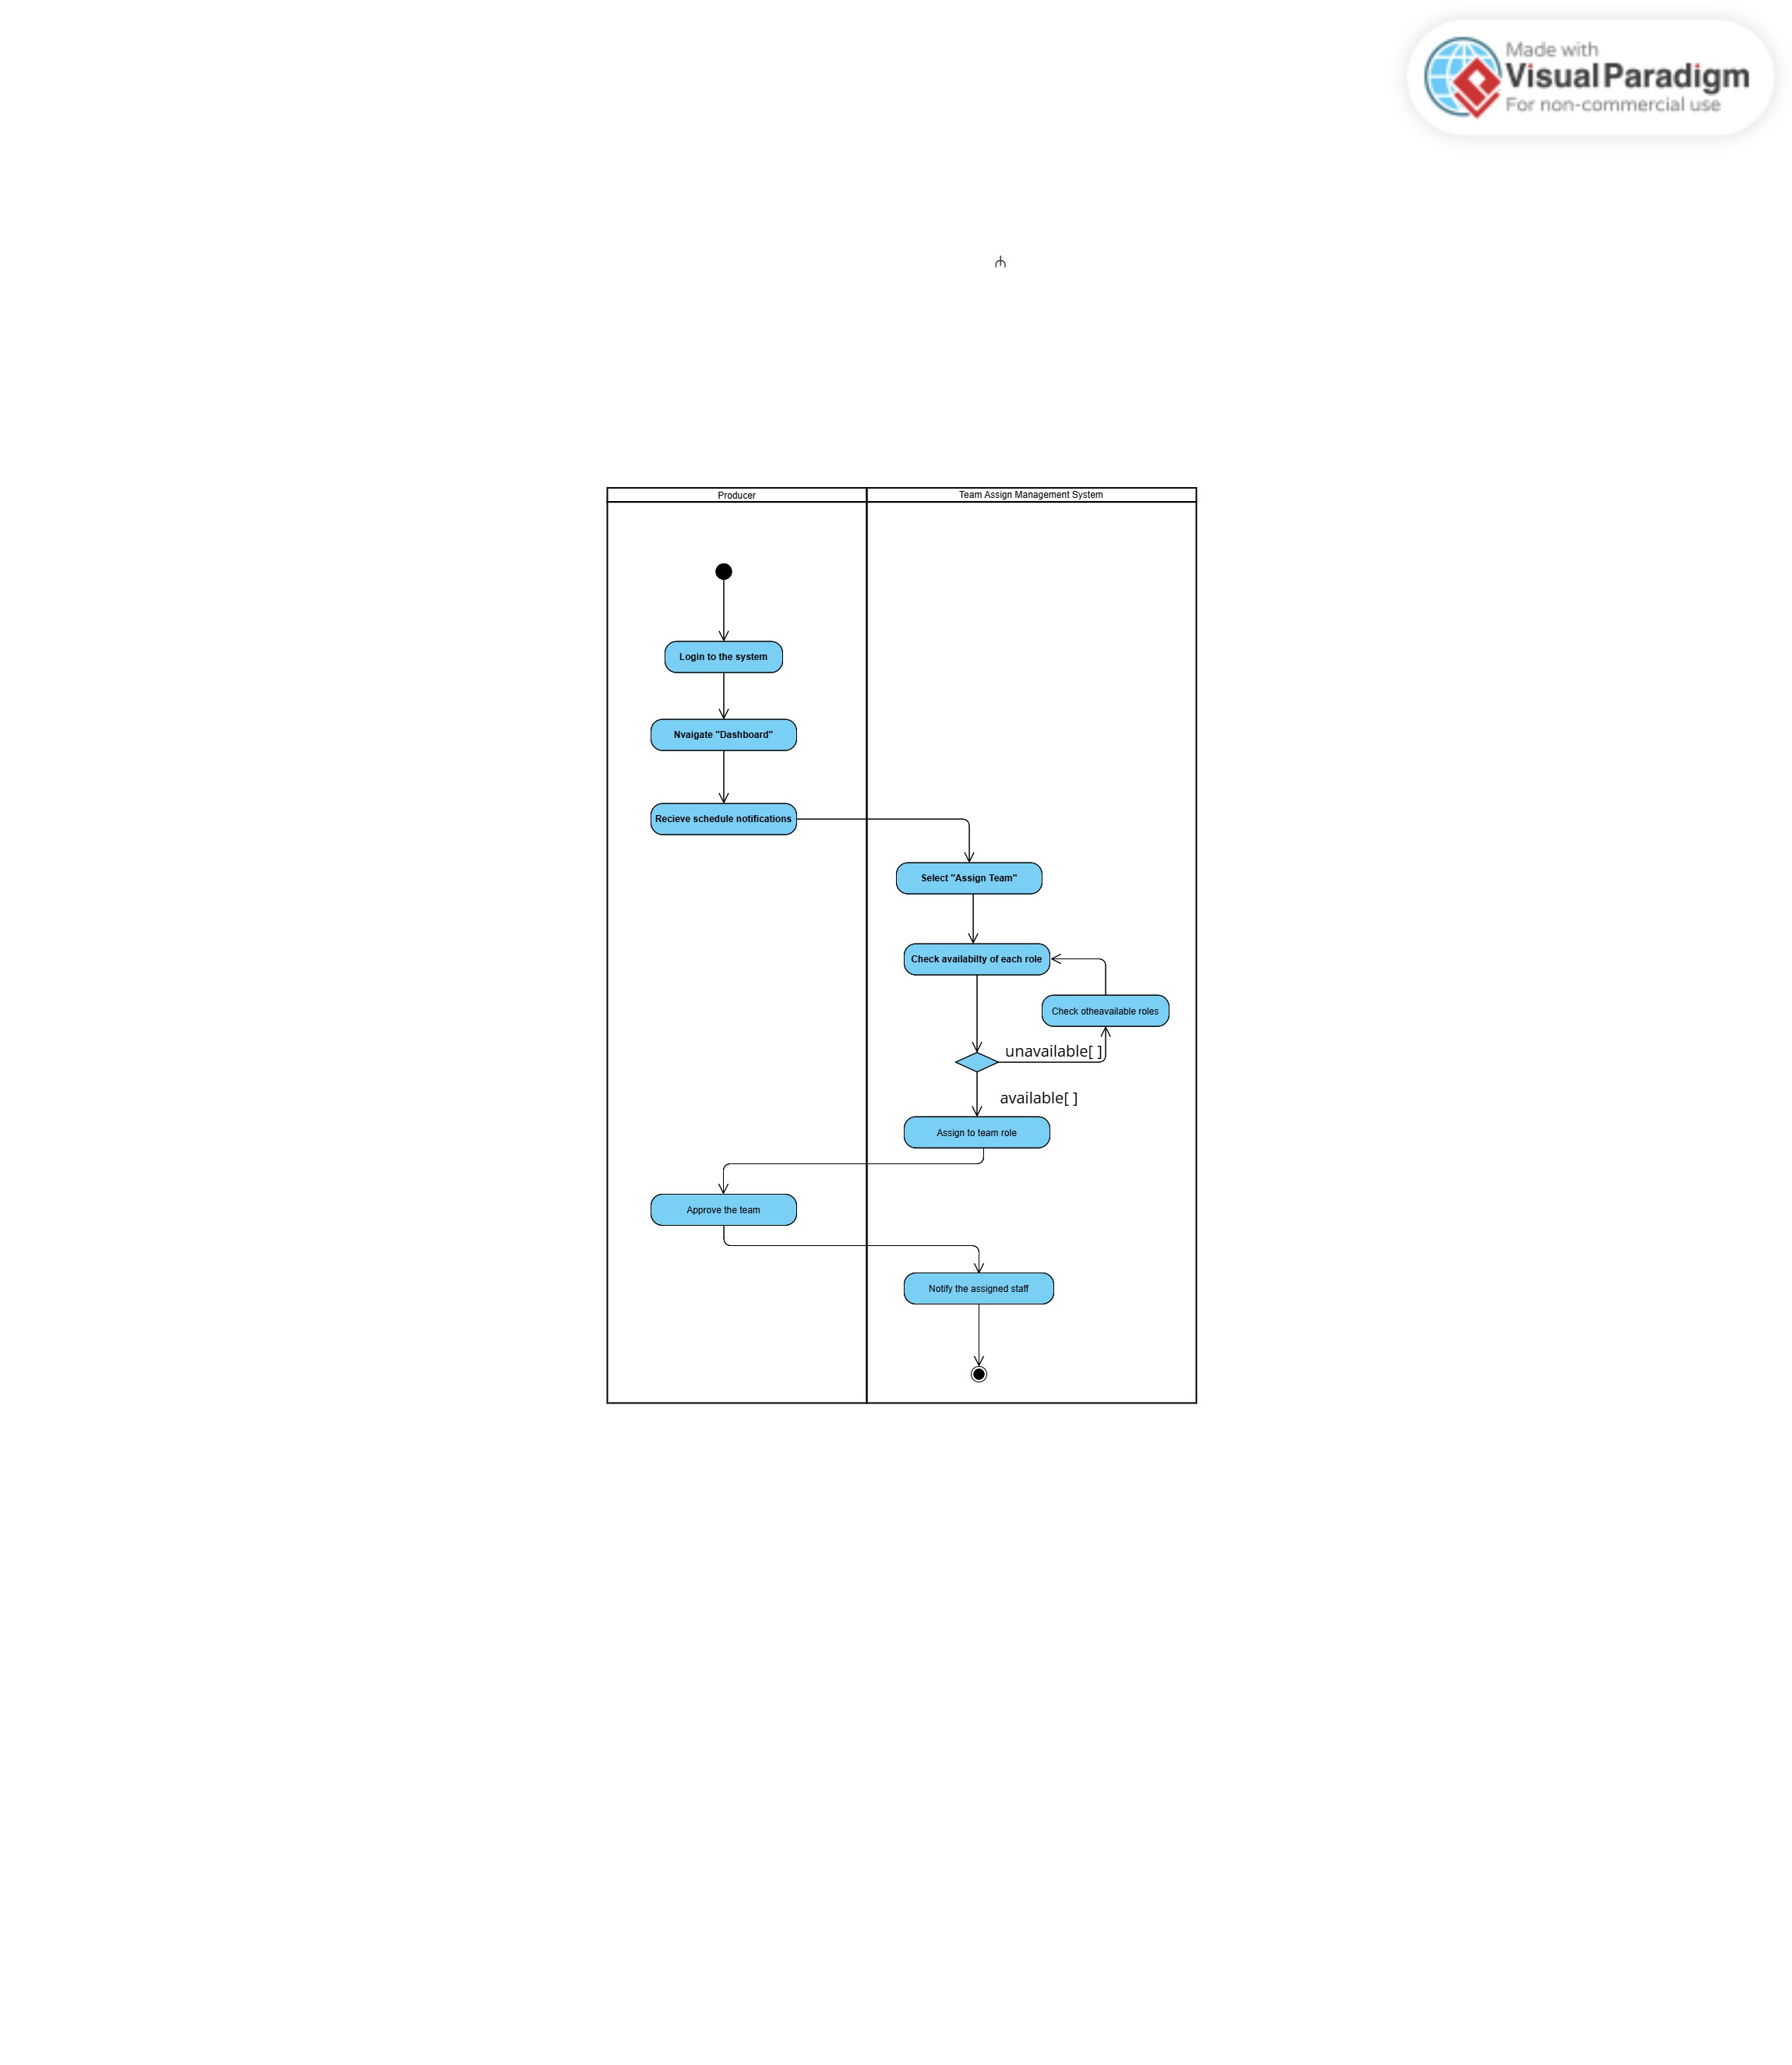 Made with
Visual Paradigm
For non-commercial use
Producer
Team Assign Management System
Login to the system
Nvaigate "Dashboard"
Recieve schedule notifications
Select "Assign Team"
Check availabilty of each role
Check otheavailable roles
unavailable[ ]
available[ ]
Assign to team role
Approve the team
Notify the assigned staff